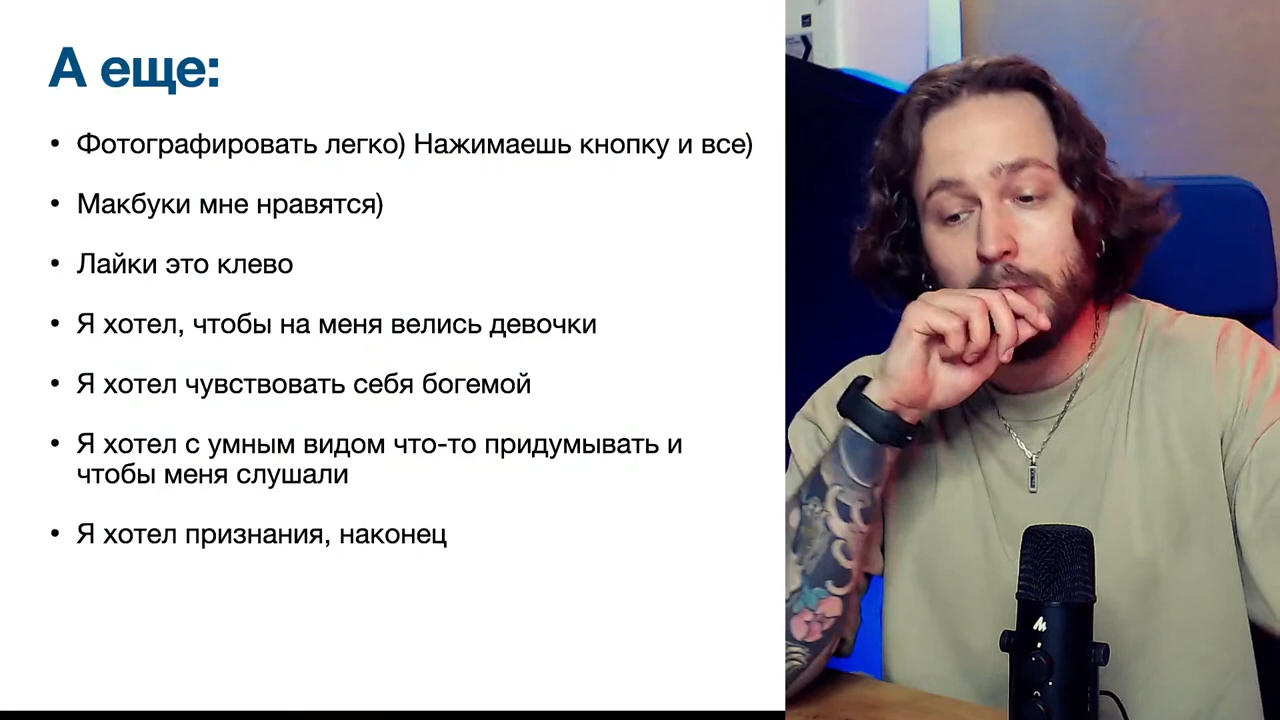 А еще:
• Фотографировать легко) Нажимаешь кнопку и все)
• Макбуки мне нравятся)
• Лайки это клево
• Я хотел, чтобы на меня велись девочки
• Я хотел чувствовать себя богемой
• Я хотел с умным видом что-то придумывать и
чтобы меня слушали
• Я хотел признания, наконец